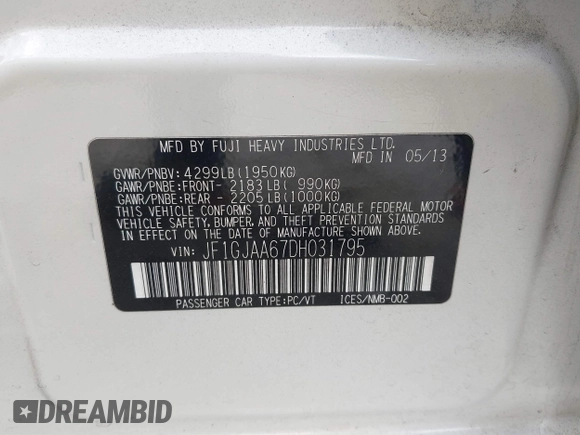 MFD BY FUJI HEAVY INDUSTRIES LTD.
MFD IN 05/13
GVWR/PNBV: 4299LB(1950KG)
GAWR/PNBE:FRONT- 2183LB( 990KG)
GAWR/PNBE:REAR - 2205LB(1000KG)
THIS VEHICLE CONFORMS TO ALL APPLICABLE FEDERAL MOTOR
VEHICLE SAFETY, BUMPER, AND THEFT PREVENTION STANDARDS
IN EFFECT ON THE DATE OF MANUFACTURE SHOWN ABOVE.
VIN: JF1GJAA67DH031795
PASSENGER CAR TYPE:PC/VT ICES/NMB-002
DREAMBID